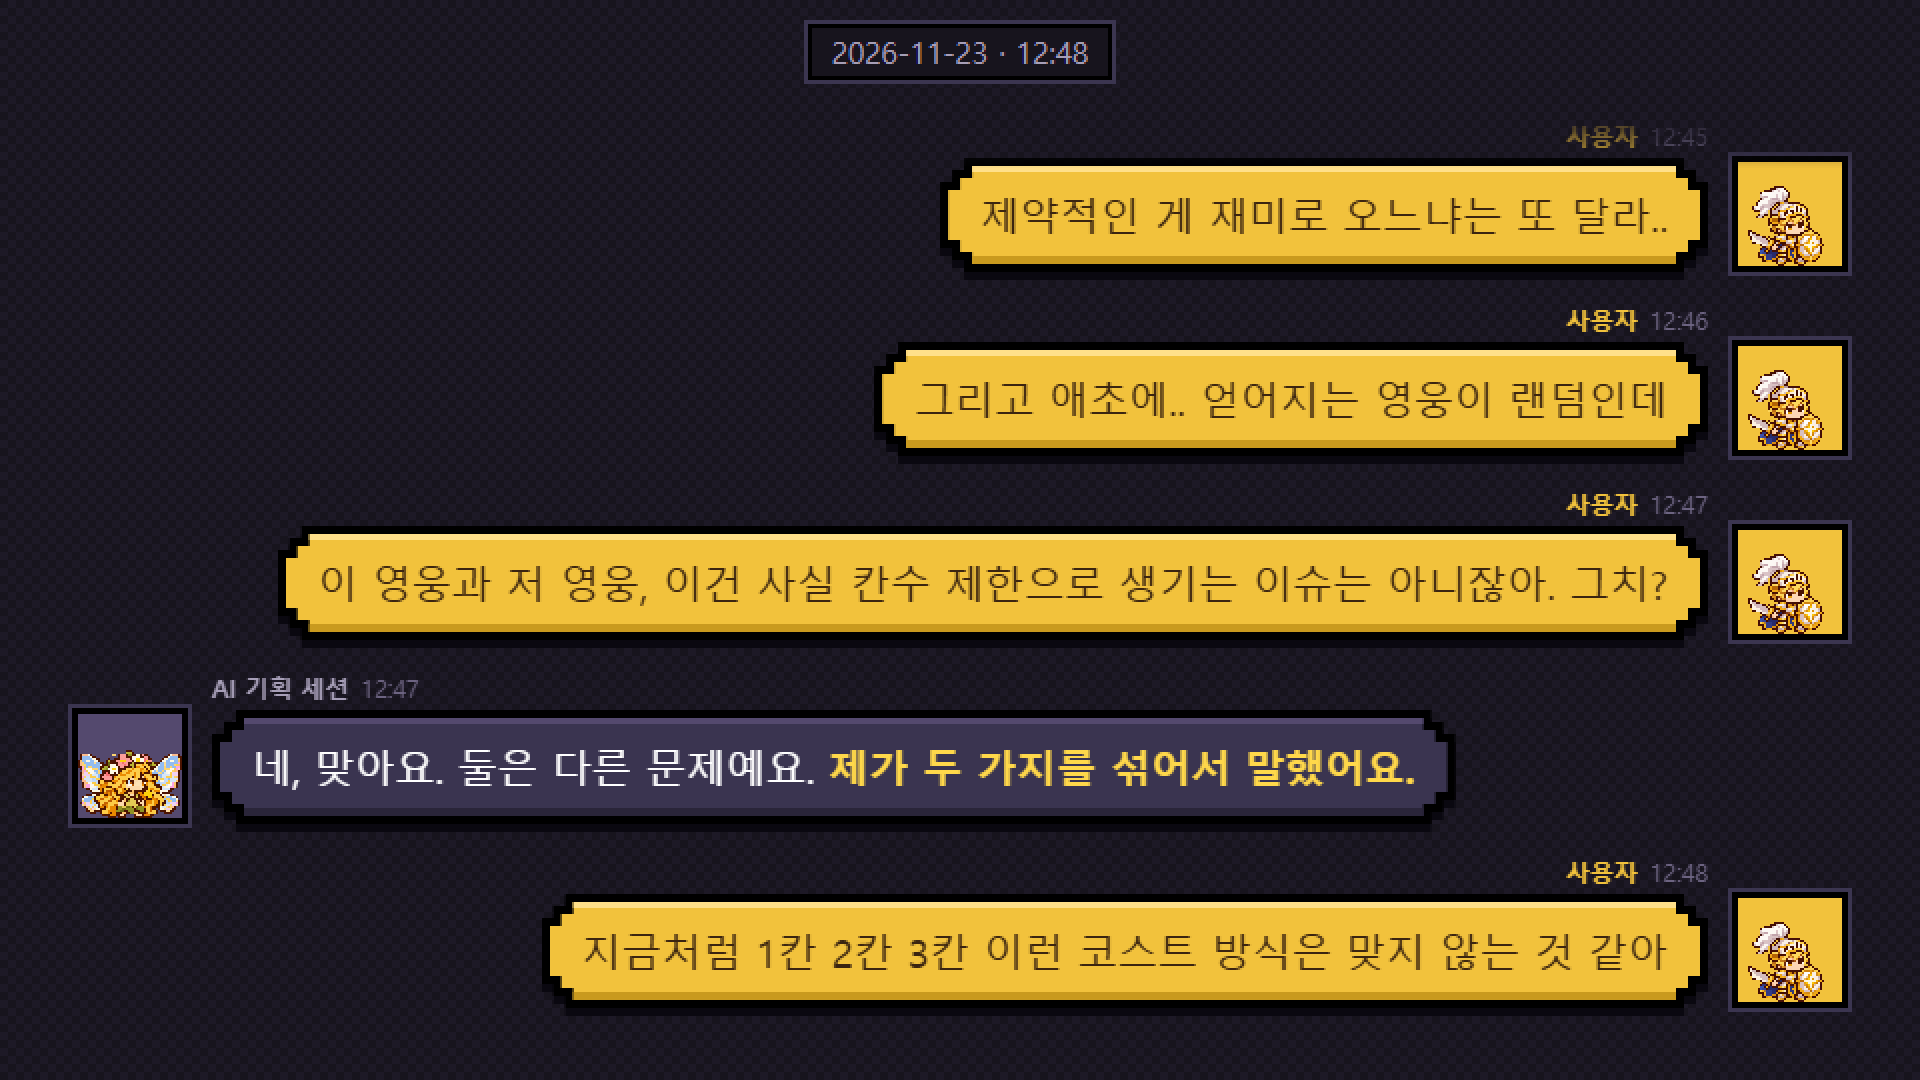 2026-11-23 · 12:48
사용자 12:45
제약적인 게 재미로 오느냐는 또 달라..
사용자 12:46
그리고 애초에.. 얻어지는 영웅이 랜덤인데
사용자 12:47
이 영웅과 저 영웅, 이건 사실 칸수 제한으로 생기는 이슈는 아니잖아. 그치?
AI 기획 세션 12:47
네, 맞아요. 둘은 다른 문제예요. 제가 두 가지를 섞어서 말했어요.
사용자 12:48
지금처럼 1칸 2칸 3칸 이런 코스트 방식은 맞지 않는 것 같아